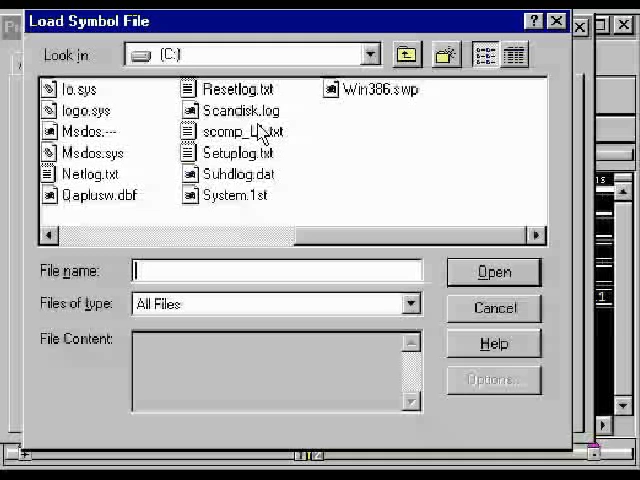 Load Symbol File
Look in
(C:)
Io.sys
logo.sys
Msdos.---
Msdos.sys
Netlog.txt
Qaplusw.dbf
Resetlog.txt
Scandisk.log
Setuplog.txt
Suhdlog.dat
System.1st
Win386.swp
File name:
Open
Files of type:
All Files
Cancel
File Content:
Help
Options..